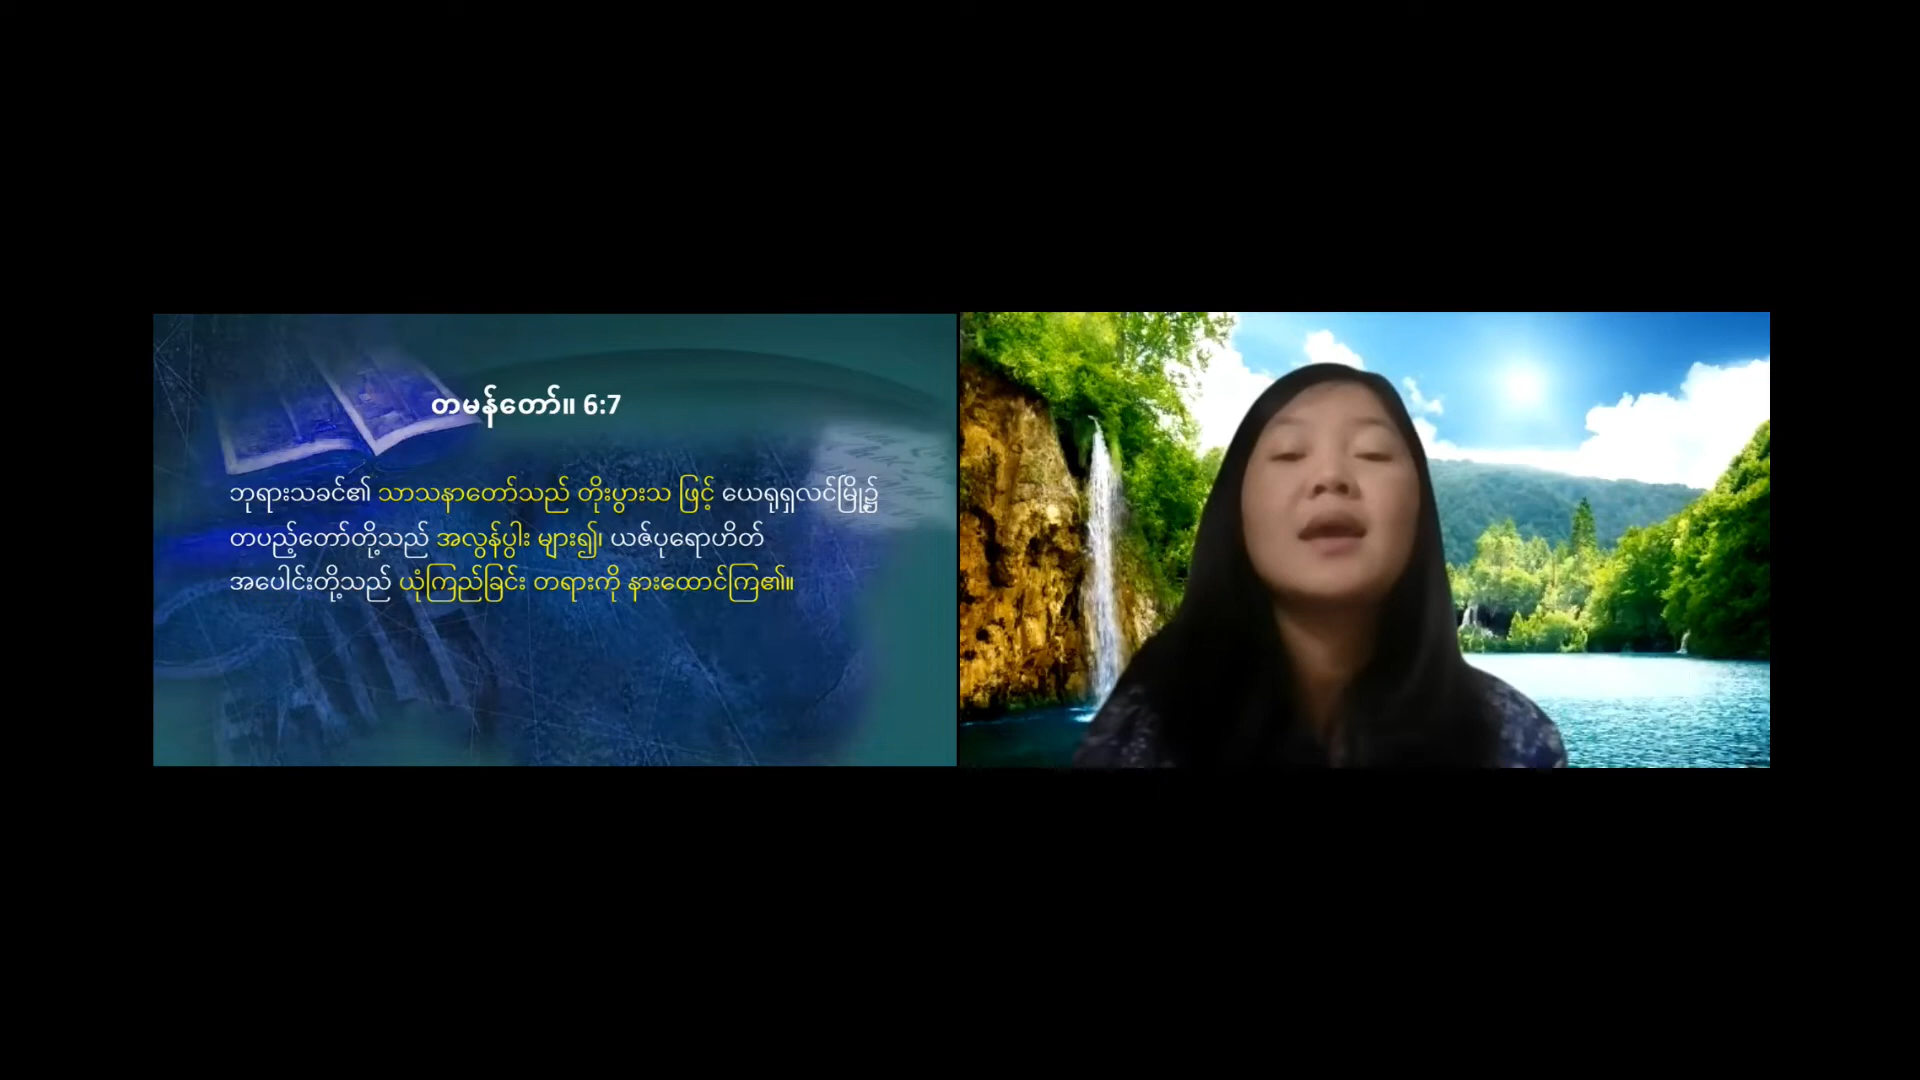 တမန်တော်။ 6:7
ဘုရားသခင်၏ သာသနာတော်သည် တိုးပွားသ ဖြင့် ယေရုရှလင်မြို့၌
တပည့်တော်တို့သည် အလွန်ပွါး များ၍၊ ယဇ်ပုရောဟိတ်
အပေါင်းတို့သည် ယုံကြည်ခြင်း တရားကို နားထောင်ကြ၏။